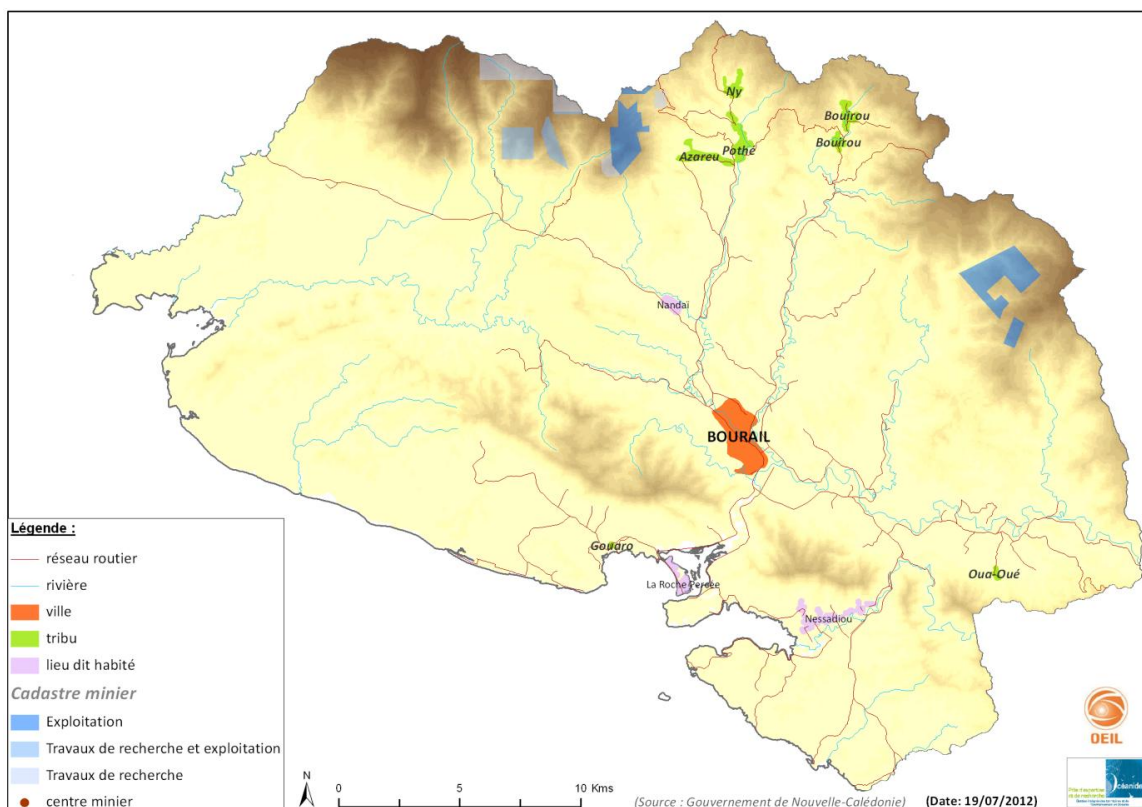 Ny
Bouirou
Bouirou
Azareu
Pothé
Nandaï
BOURAIL
Légende :
Gouaro
réseau routier
Oua-Oué
rivière
La Roche Percée
ville
Nessadiou
tribu
lieu dit habité
Cadastre minier
Exploitation
OEIL
Travaux de recherche et exploitation
Travaux de recherche
N
0 5 10 Kms
centre minier
(Source : Gouvernement de Nouvelle-Calédonie) (Date: 19/07/2012)